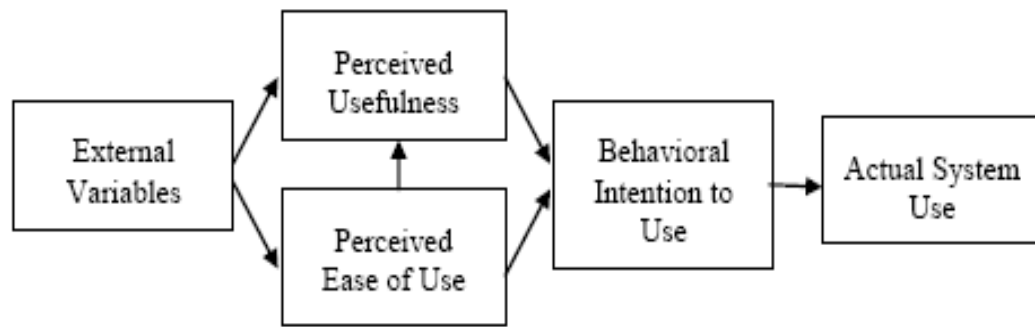 External
Variables
Perceived
Usefulness
Perceived
Ease of Use
Behavioral
Intention to
Use
Actual System
Use